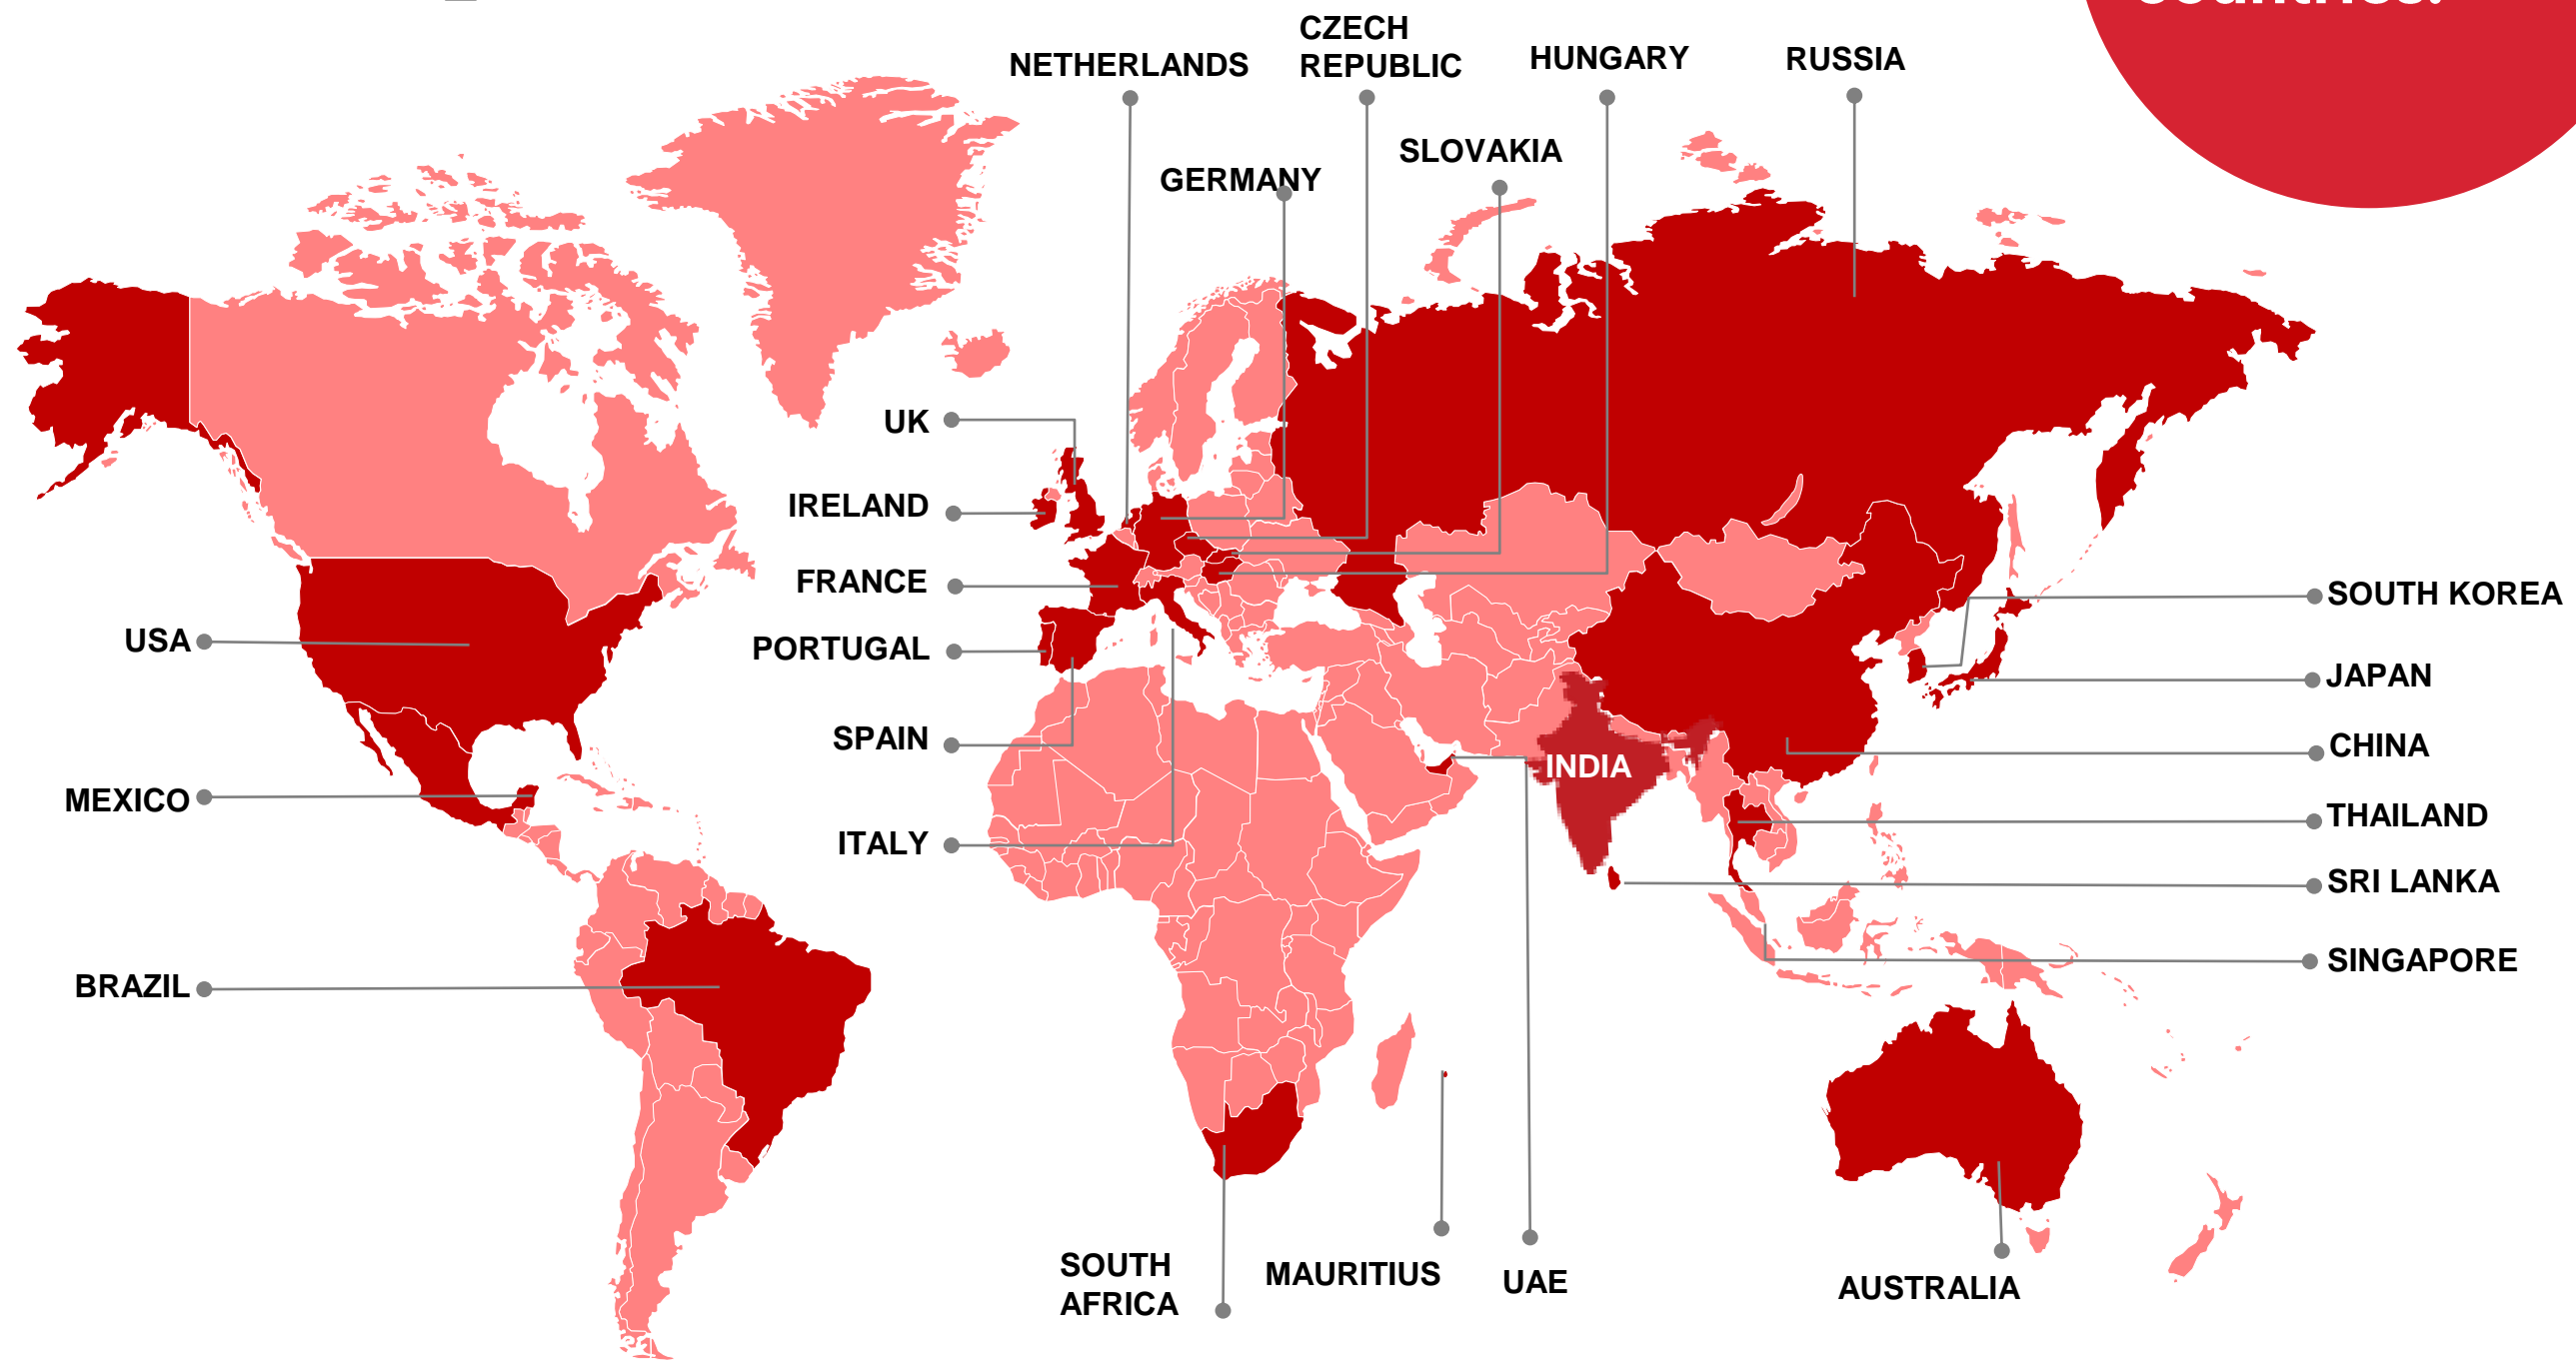 countries.
CZECH
REPUBLIC
NETHERLANDS
HUNGARY
RUSSIA
SLOVAKIA
GERMANY
UK
IRELAND
FRANCE
PORTUGAL
SPAIN
ITALY
USA
MEXICO
BRAZIL
INDIA
SOUTH KOREA
JAPAN
CHINA
THAILAND
SRI LANKA
SINGAPORE
SOUTH
AFRICA
MAURITIUS
UAE
AUSTRALIA